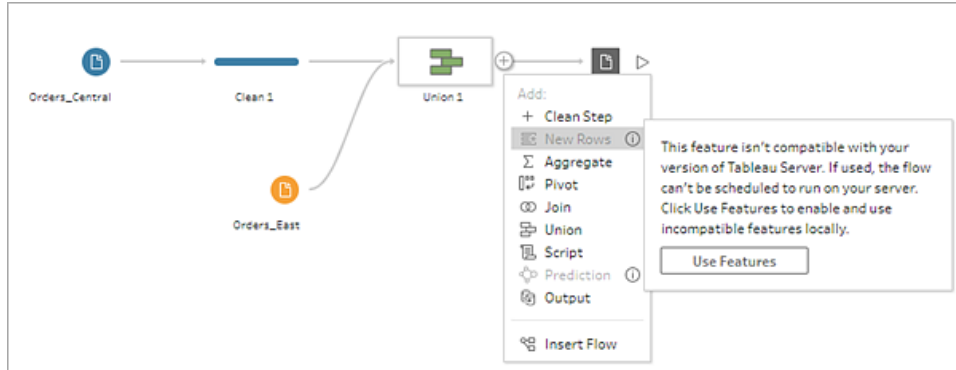 Orders_Central
Clean 1
Union 1
Orders_East
Add:
Clean Step
New Rows
Aggregate
Pivot
Join
Union
Script
Prediction
Output
Insert Flow
This feature isn't compatible with your
version of Tableau Server. If used, the flow
can't be scheduled to run on your server.
Click Use Features to enable and use
incompatible features locally.
Use Features